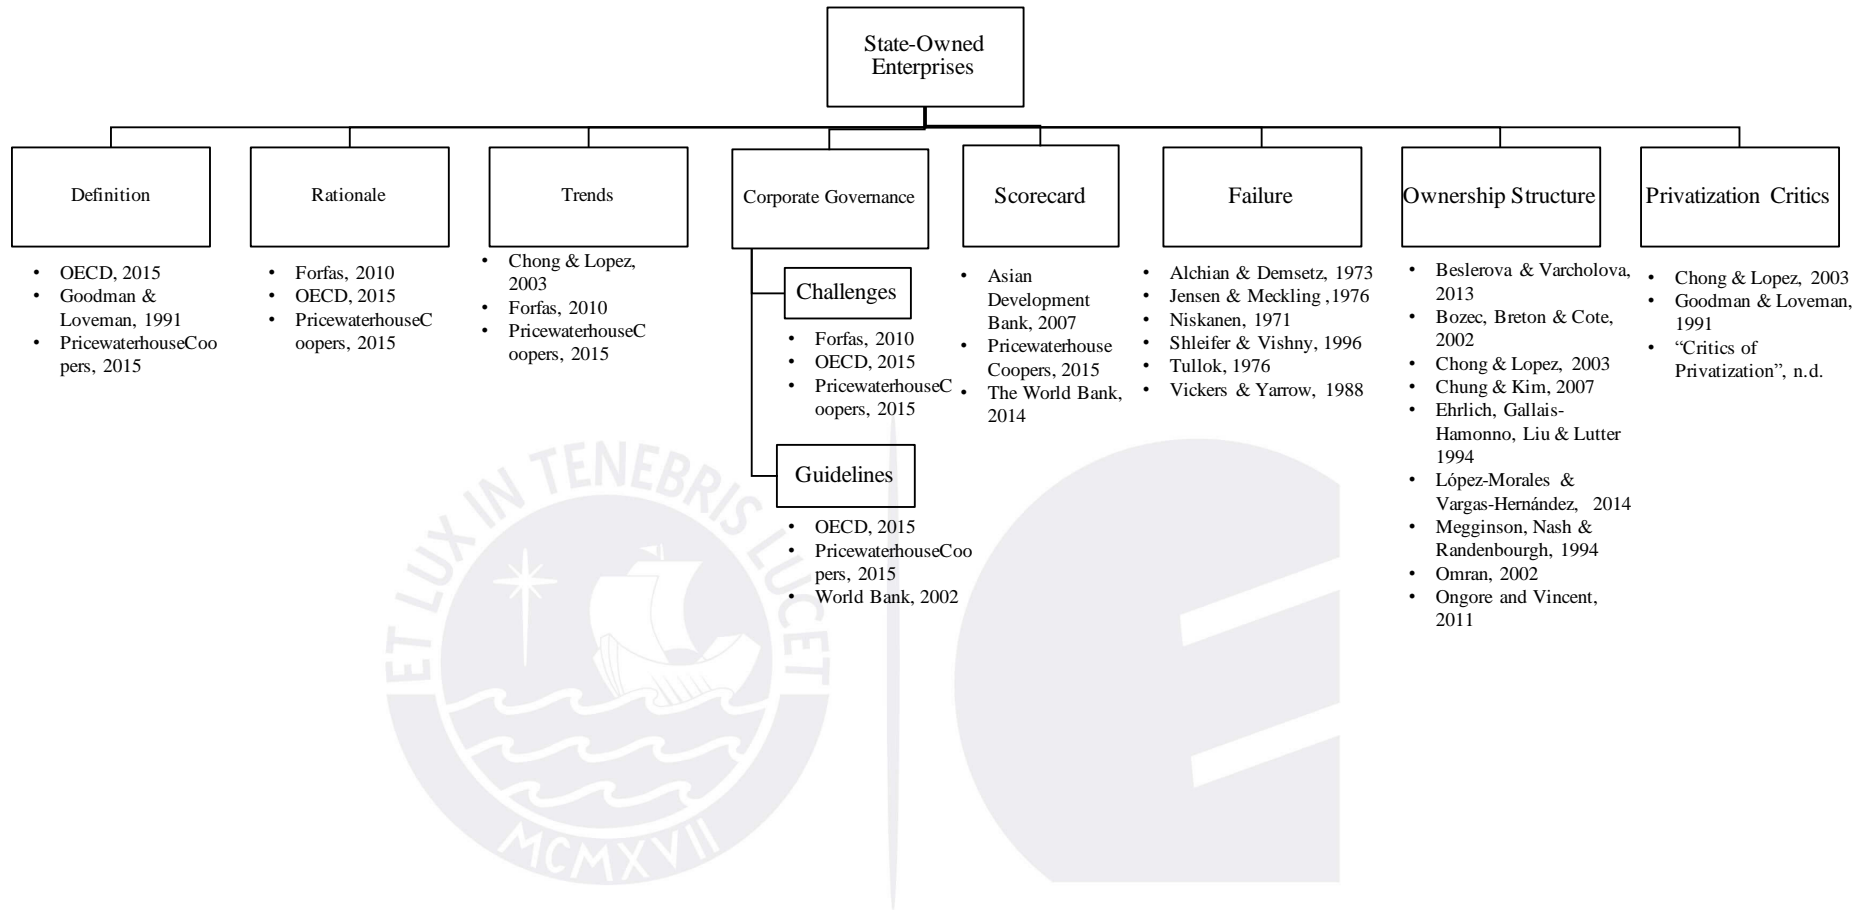 State-Owned
Enterprises
Definition
• OECD, 2015
• Goodman &
Loveman, 1991
• PricewaterhouseCoo
pers, 2015
Rationale
• Forfas, 2010
• OECD, 2015
• PricewaterhouseC
oopers, 2015
Trends
• Chong & Lopez,
2003
• Forfas, 2010
• PricewaterhouseC
oopers, 2015
Corporate Governance
Challenges
• Forfas, 2010
• OECD, 2015
• PricewaterhouseC
oopers, 2015
Guidelines
• OECD, 2015
• PricewaterhouseCoo
pers, 2015
• World Bank, 2002
Scorecard
• Asian
Development
Bank, 2007
• Pricewaterhouse
Coopers, 2015
• The World Bank,
2014
Failure
• Alchian & Demsetz, 1973
• Jensen & Meckling ,1976
• Niskanen, 1971
• Shleifer & Vishny, 1996
• Tullok, 1976
• Vickers & Yarrow, 1988
Ownership Structure
• Beslerova & Varcholova,
2013
• Bozec, Breton & Cote,
2002
• Chong & Lopez, 2003
• Chung & Kim, 2007
• Ehrlich, Gallais-
Hamonno, Liu & Lutter
1994
• López-Morales &
Vargas-Hernández, 2014
• Megginson, Nash &
Randenbourgh, 1994
• Omran, 2002
• Ongore and Vincent,
2011
Privatization Critics
• Chong & Lopez, 2003
• Goodman & Loveman,
1991
• “Critics of
Privatization”, n.d.
ET LUX IN TENEBRIS LUCET
MCMXVII